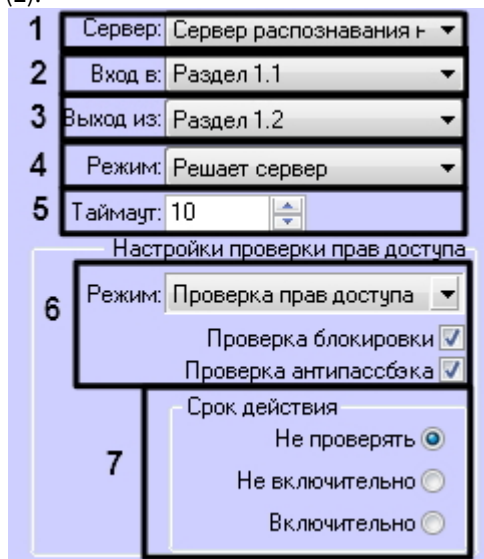 (2).
1 Сервер: Сервер распознавания н
2 Вход в: Раздел 1.1
3 Выход из: Раздел 1.2
4 Режим: Решает сервер
5 Таймаут: 10
Настройки проверки прав доступа
6 Режим: Проверка прав доступа
Проверка блокировки
Проверка антипассбэка
7 Срок действия
Не проверять
Не включительно
Включительно